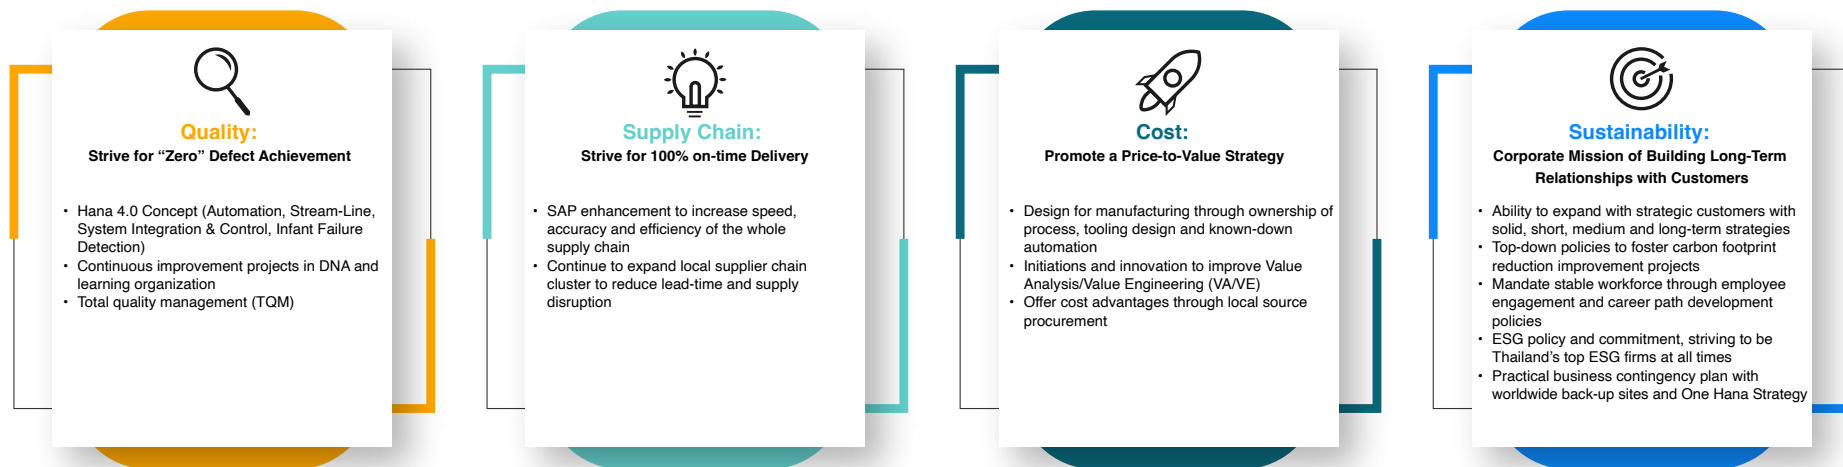 Quality:
Strive for “Zero” Defect Achievement
• Hana 4.0 Concept (Automation, Stream-Line,
System Integration & Control, Infant Failure
Detection)
• Continuous improvement projects in DNA and
learning organization
• Total quality management (TQM)
Supply Chain:
Strive for 100% on-time Delivery
• SAP enhancement to increase speed,
accuracy and efficiency of the whole
supply chain
• Continue to expand local supplier chain
cluster to reduce lead-time and supply
disruption
Cost:
Promote a Price-to-Value Strategy
• Design for manufacturing through ownership of
process, tooling design and known-down
automation
• Initiations and innovation to improve Value
Analysis/Value Engineering (VA/VE)
• Offer cost advantages through local source
procurement
Sustainability:
Corporate Mission of Building Long-Term
Relationships with Customers
• Ability to expand with strategic customers with
solid, short, medium and long-term strategies
• Top-down policies to foster carbon footprint
reduction improvement projects
• Mandate stable workforce through employee
engagement and career path development
policies
• ESG policy and commitment, striving to be
Thailand’s top ESG firms at all times
• Practical business contingency plan with
worldwide back-up sites and One Hana Strategy